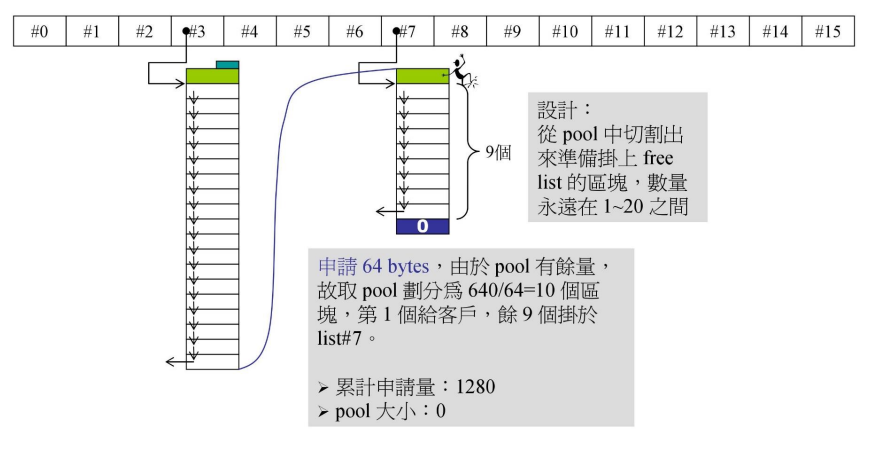 #0 #1 #2 #3 #4 #5 #6 #7 #8 #9 #10 #11 #12 #13 #14 #15
設計：
從 pool 中切割出
來準備掛上 free
list 的區塊，數量
永遠在 1~20 之間
9個
0
申請 64 bytes，由於 pool 有餘量，
故取 pool 劃分為 640/64=10 個區
塊，第 1 個給客戶，餘 9 個掛於
list#7。
➢ 累計申請量：1280
➢ pool 大小：0